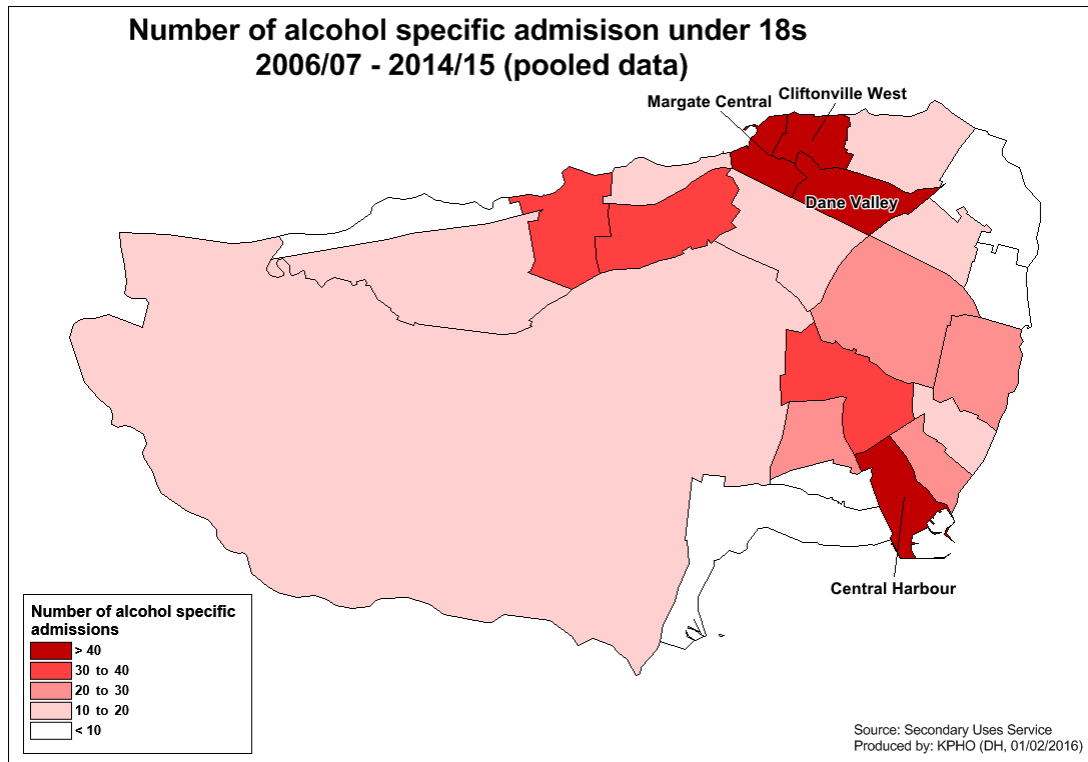 Number of alcohol specific admisison under 18s
2006/07 - 2014/15 (pooled data)
Margate Central
Cliftonville West
Dane Valley
Central Harbour
Number of alcohol specific
admissions
> 40
30 to 40
20 to 30
10 to 20
< 10
Source: Secondary Uses Service
Produced by: KPHO (DH, 01/02/2016)